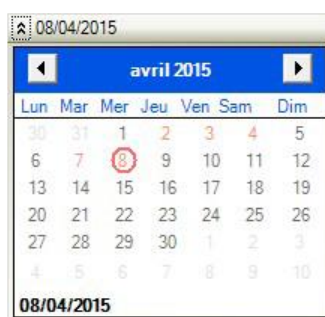 08/04/2015
avril 2015
Lun Mar Mer Jeu Ven Sam Dim
30 31 1 2 3 4 5
6 7 8 9 10 11 12
13 14 15 16 17 18 19
20 21 22 23 24 25 26
27 28 29 30 1 2 3
4 5 6 7 8 9 10
08/04/2015